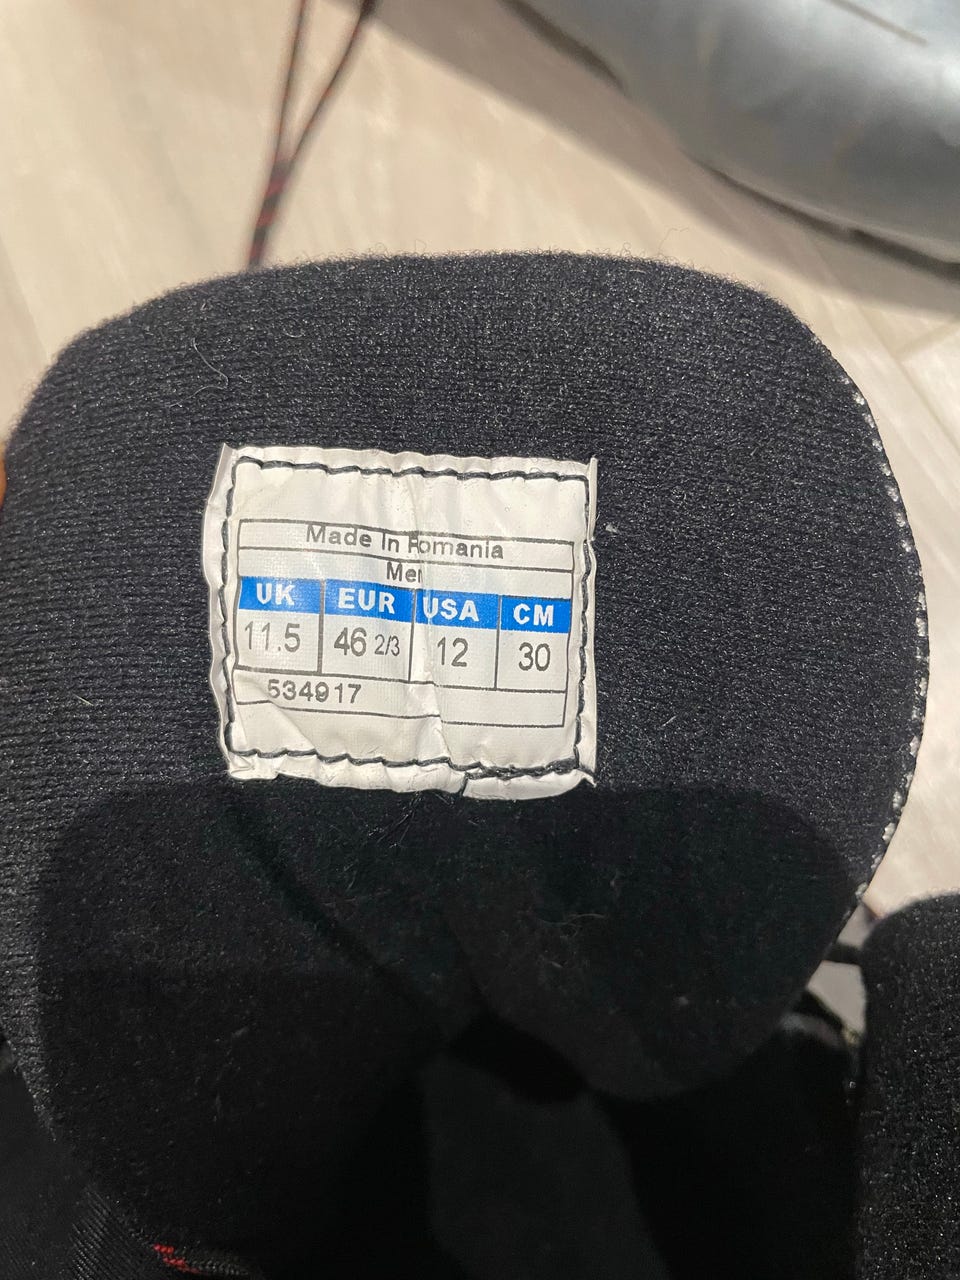 Made In Romania
Men
UK EUR USA CM
11.5 46 2/3 12 30
534917